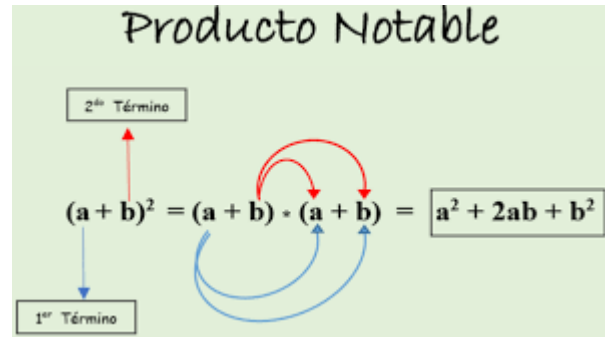 Producto Notable
2do Término
(a + b)² = (a + b) * (a + b) = a² + 2ab + b²
1er Término